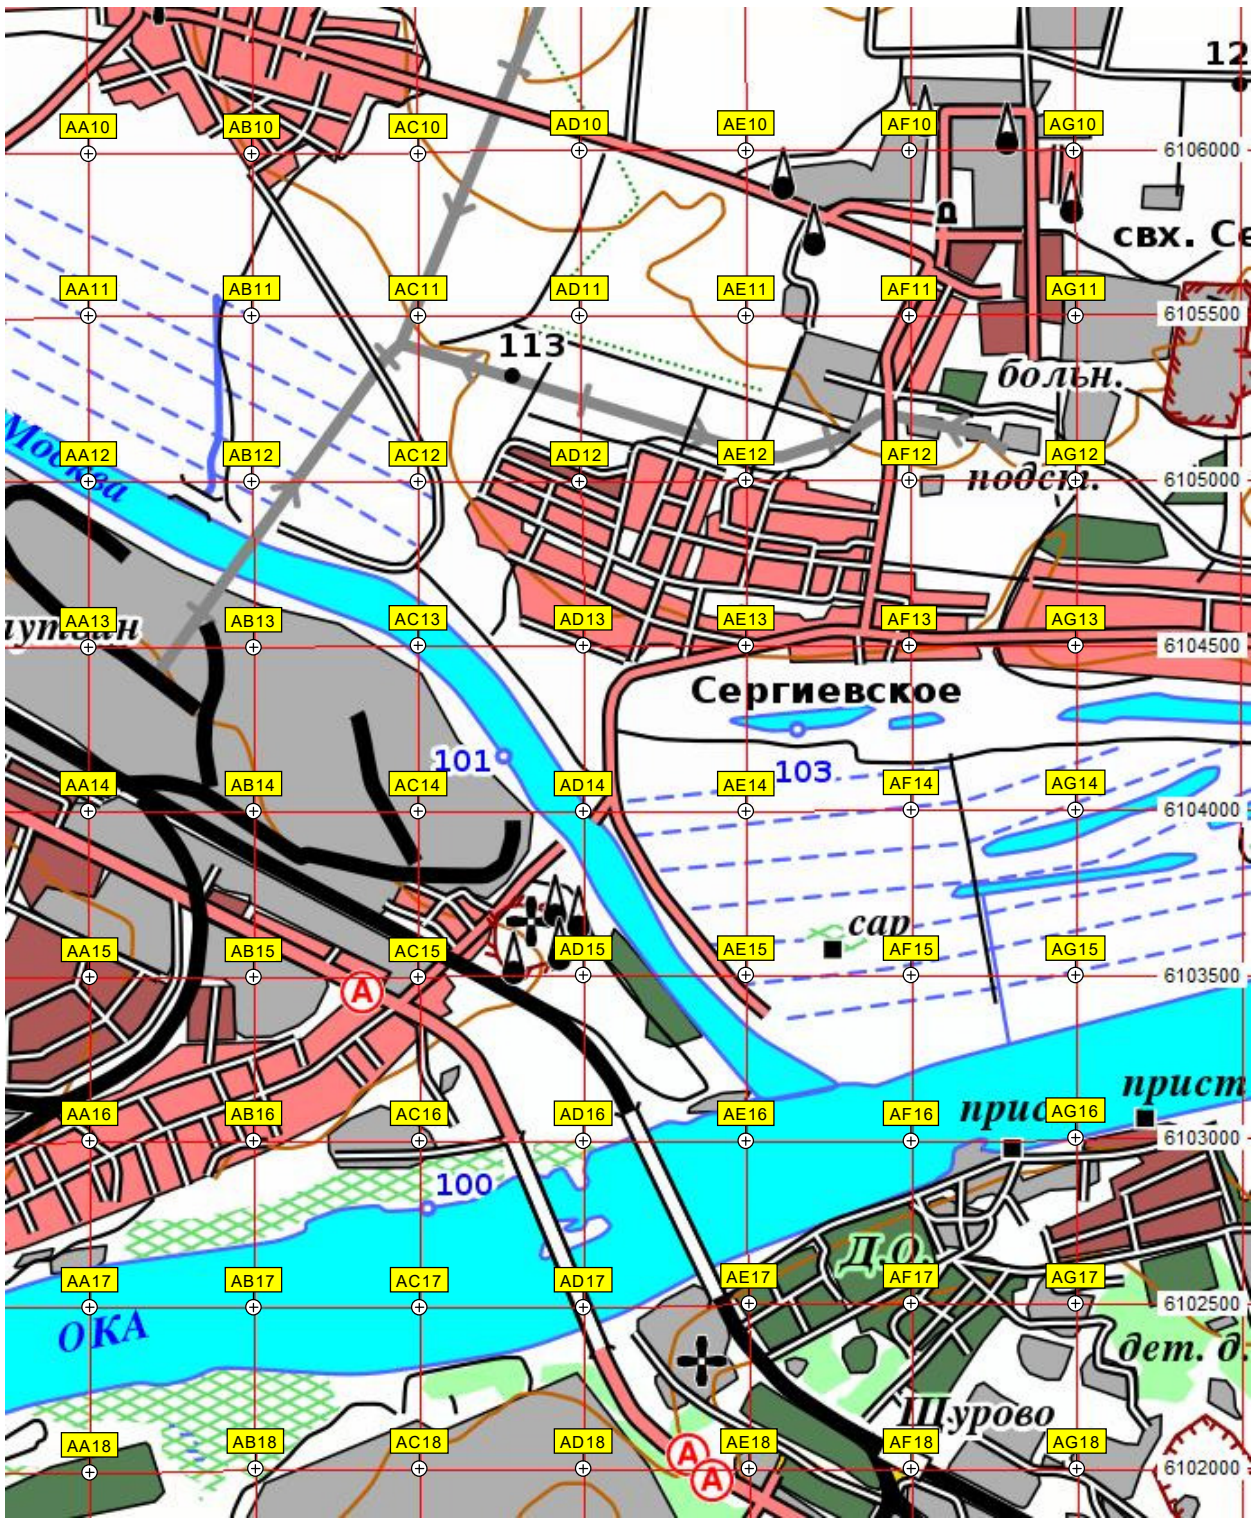 12
AA10 AB10 AC10 AD10 AE10 AF10 AG10
6106000
свх. Се
AA11 AB11 AC11 AD11 AE11 AF11 AG11
6105500
113
больн.
Москва
AA12 AB12 AC12 AD12 AE12 AF12 AG12
6105000
подст.
AA13 AB13 AC13 AD13 AE13 AF13 AG13
6104500
Сергиевское
101
103
AA14 AB14 AC14 AD14 AE14 AF14 AG14
6104000
сар
AA15 AB15 AC15 AD15 AE15 AF15 AG15
6103500
А
прист
AA16 AB16 AC16 AD16 AE16 AF16 AG16
прис
6103000
100
Д.О.
AA17 AB17 AC17 AD17 AE17 AF17 AG17
6102500
ОКА
дет. д.
Щурово
AA18 AB18 AC18 AD18 AE18 AF18 AG18
6102000
А
А